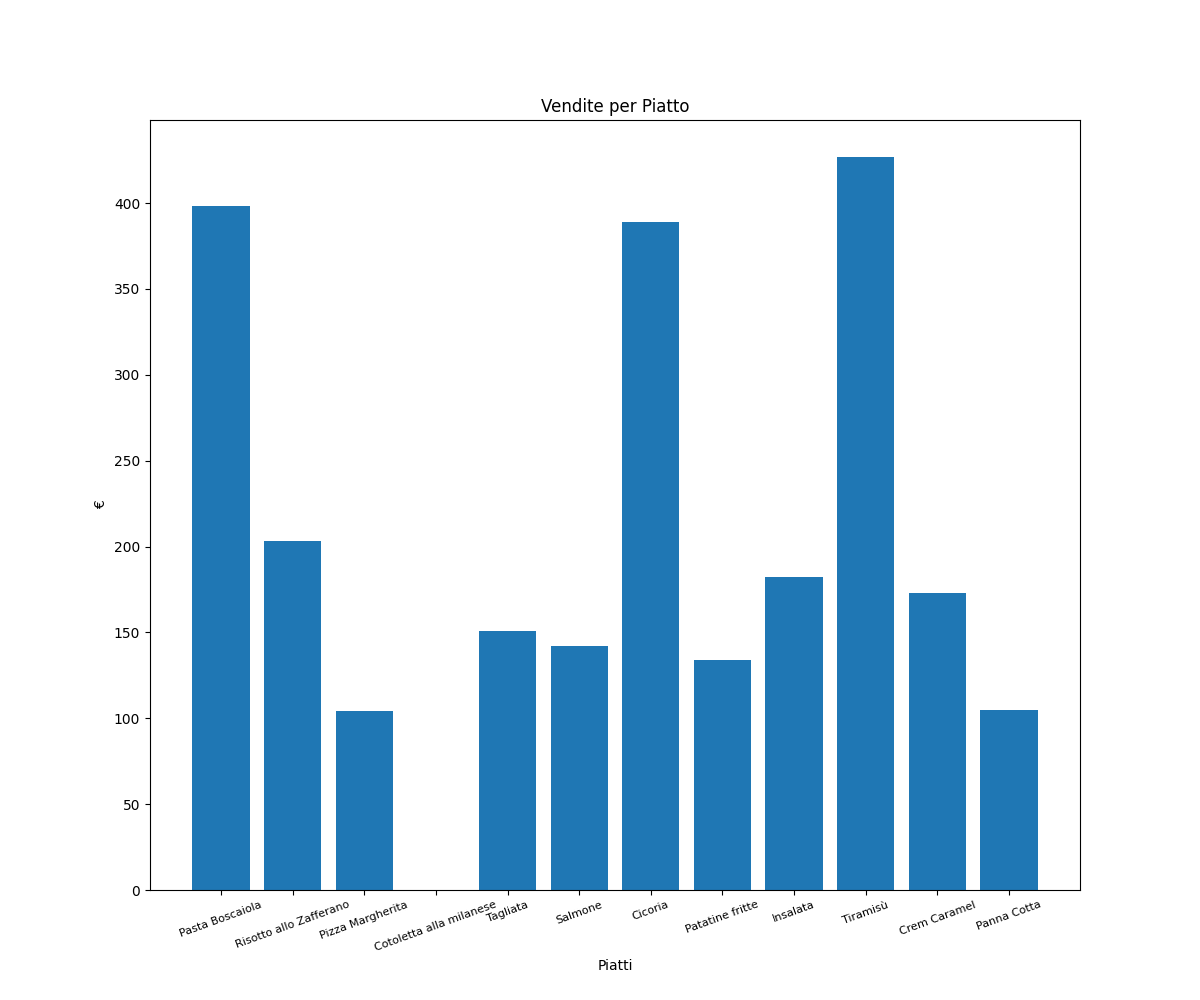 Vendite per Piatto
400
350
300
250
200
150
100
50
0
€
Pasta Boscaiola
Risotto allo Zafferano
Pizza Margherita
Cotoletta alla milanese
Tagliata
Salmone
Cicoria
Patatine fritte
Insalata
Tiramisù
Crem Caramel
Panna Cotta
Piatti